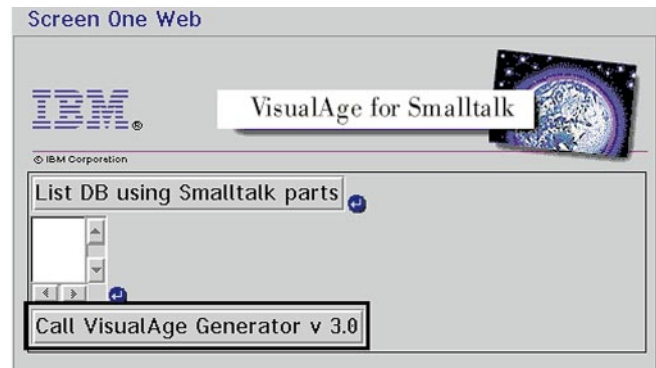 Screen One Web
IBM®
VisualAge for Smalltalk
© IBM Corporation
List DB using Smalltalk parts
Call VisualAge Generator v 3.0